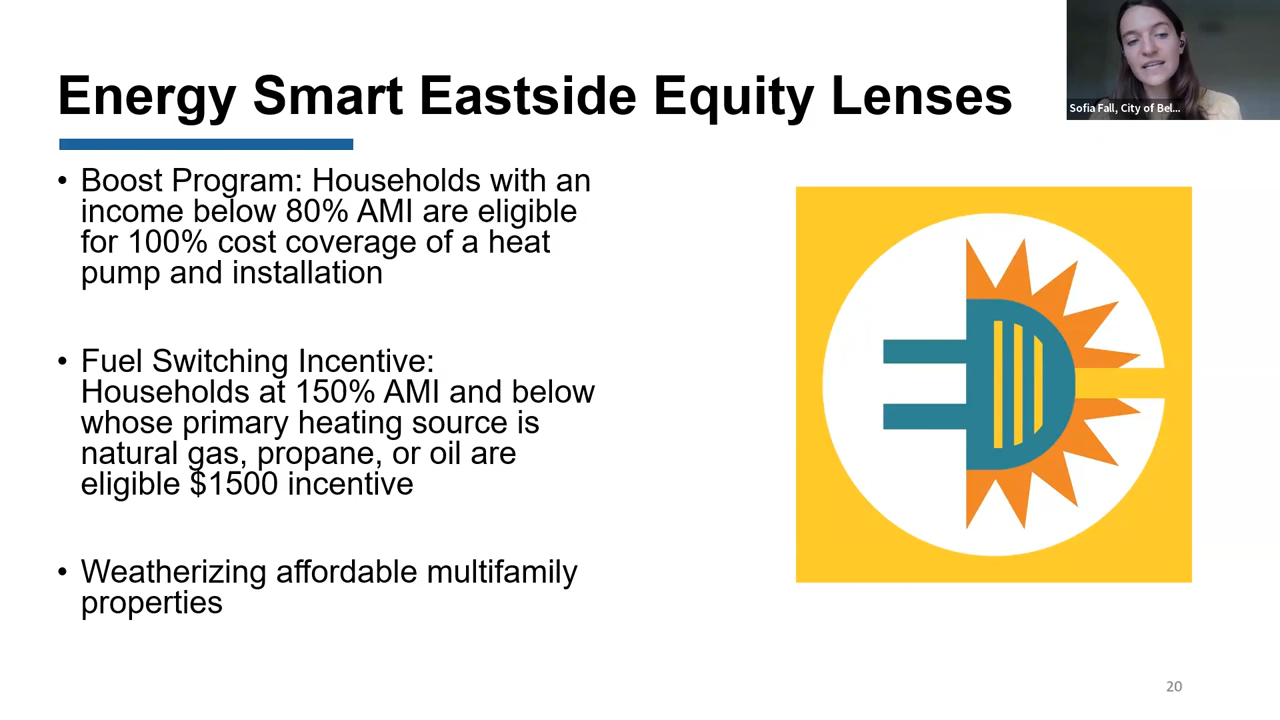 Energy Smart Eastside Equity Lenses
Sofia Fall, City of Bel...
• Boost Program: Households with an
income below 80% AMI are eligible
for 100% cost coverage of a heat
pump and installation
• Fuel Switching Incentive:
Households at 150% AMI and below
whose primary heating source is
natural gas, propane, or oil are
eligible $1500 incentive
• Weatherizing affordable multifamily
properties
20